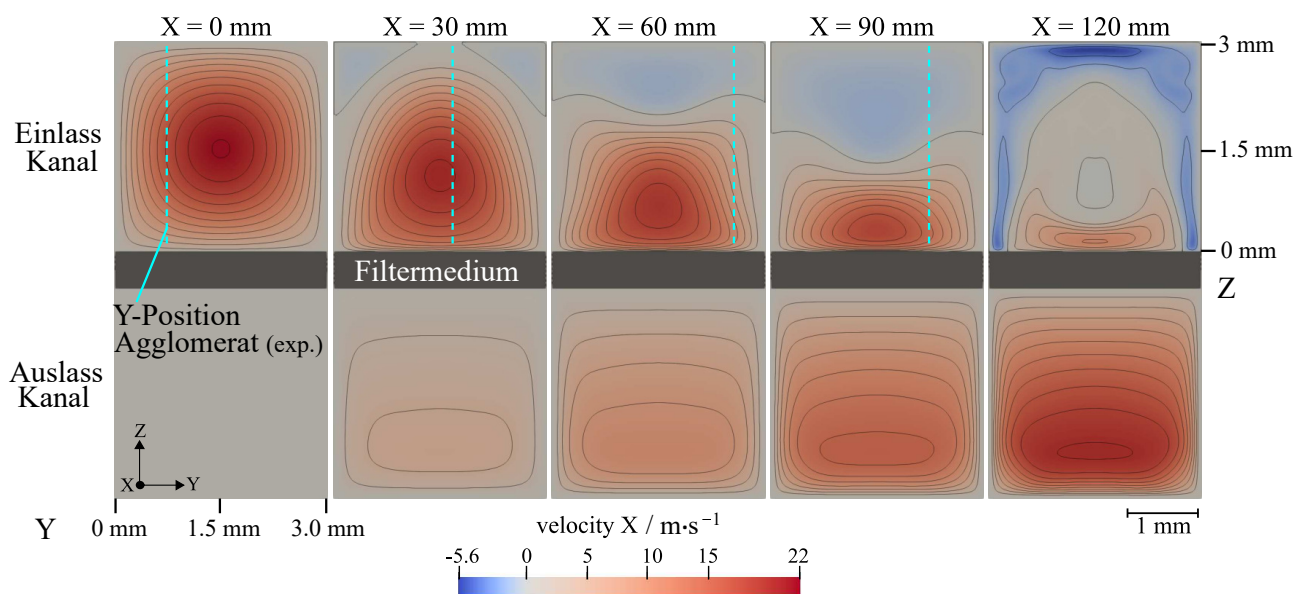 X = 0 mm X = 30 mm X = 60 mm X = 90 mm X = 120 mm
3 mm
Einlass
Kanal
1.5 mm
0 mm
Filtermedium
Z
Y-Position
Agglomerat (exp.)
Auslass
Kanal
Z
X Y
Y 0 mm 1.5 mm 3.0 mm
1 mm
velocity X / m·s⁻¹
-5.6 0 5 10 15 22